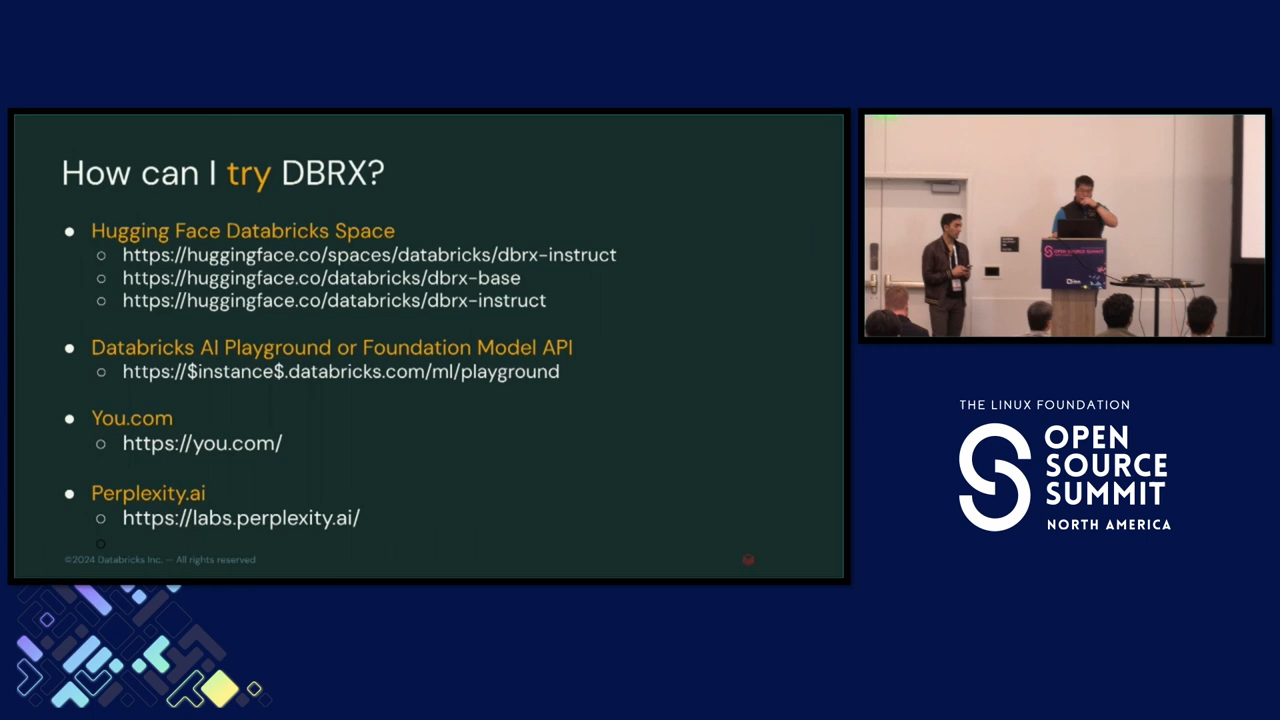 How can I try DBRX?
● Hugging Face Databricks Space
○ https://huggingface.co/spaces/databricks/dbrx-instruct
○ https://huggingface.co/databricks/dbrx-base
○ https://huggingface.co/databricks/dbrx-instruct
● Databricks AI Playground or Foundation Model API
○ https://$instance$.databricks.com/ml/playground
● You.com
○ https://you.com/
● Perplexity.ai
○ https://labs.perplexity.ai/
○
©2024 Databricks Inc. — All rights reserved
OPEN SOURCE SUMMIT
THE LINUX FOUNDATION
OPEN
SOURCE
SUMMIT
NORTH AMERICA